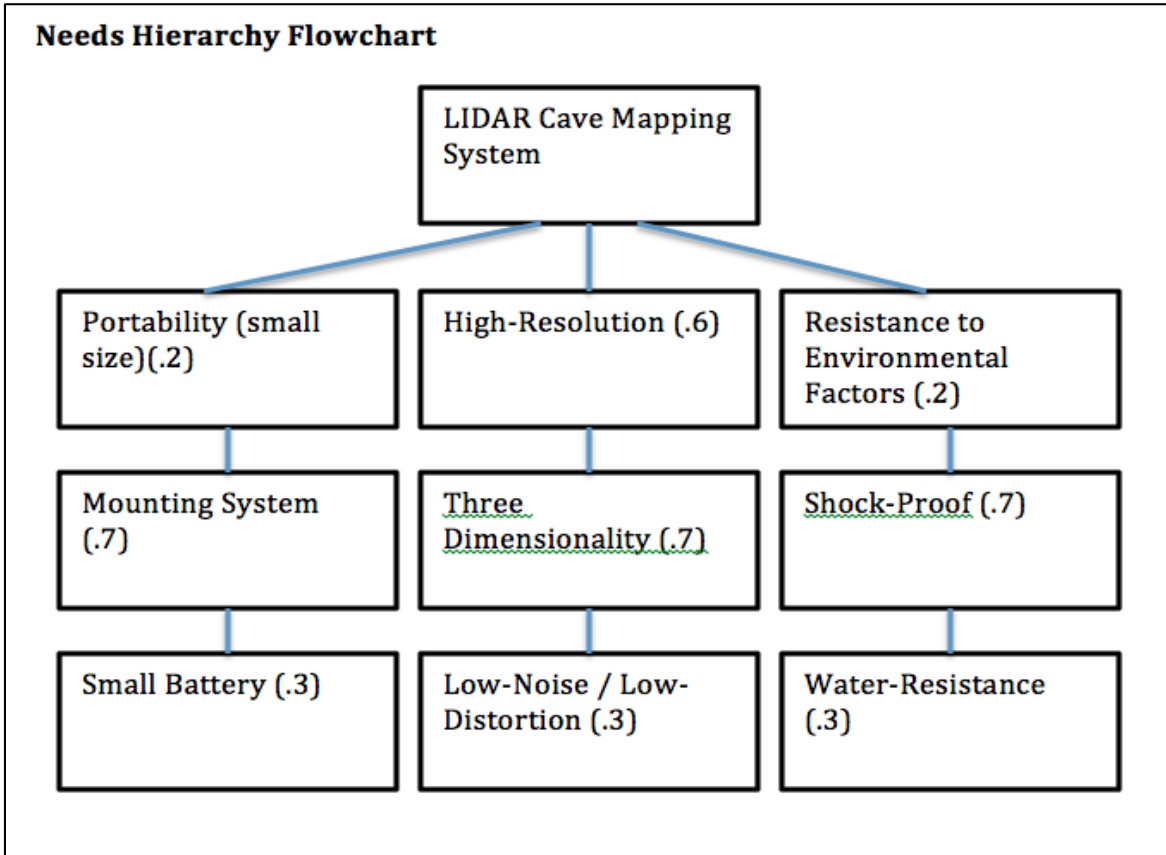 Needs Hierarchy Flowchart
LIDAR Cave Mapping
System
Portability (small
size)(.2)
High-Resolution (.6)
Resistance to
Environmental
Factors (.2)
Mounting System
(.7)
Three
Dimensionality (.7)
Shock-Proof (.7)
Small Battery (.3)
Low-Noise / Low-
Distortion (.3)
Water-Resistance
(.3)